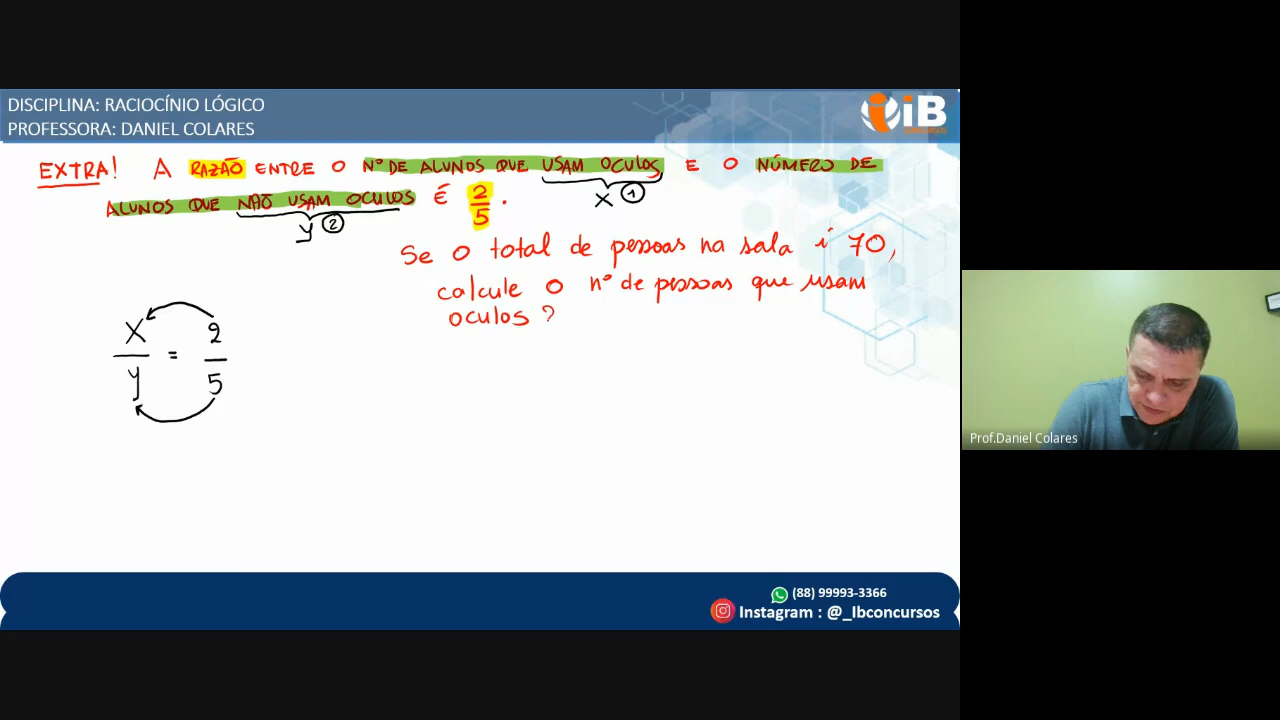 DISCIPLINA: RACIOCÍNIO LÓGICO
PROFESSORA: DANIEL COLARES
iB
CONCURSOS
EXTRA! A RAZÃO ENTRE O Nº DE ALUNOS QUE USAM OCULOS E O NÚMERO DE
X ①
ALUNOS QUE NÃO USAM OCULOS É 2/5.
y ②
Se o total de pessoas na sala é 70,
calcule o nº de pessoas que usam
oculos ?
X/y = 2/5
Prof.Daniel Colares
(88) 99993-3366
Instagram : @_Ibconcursos